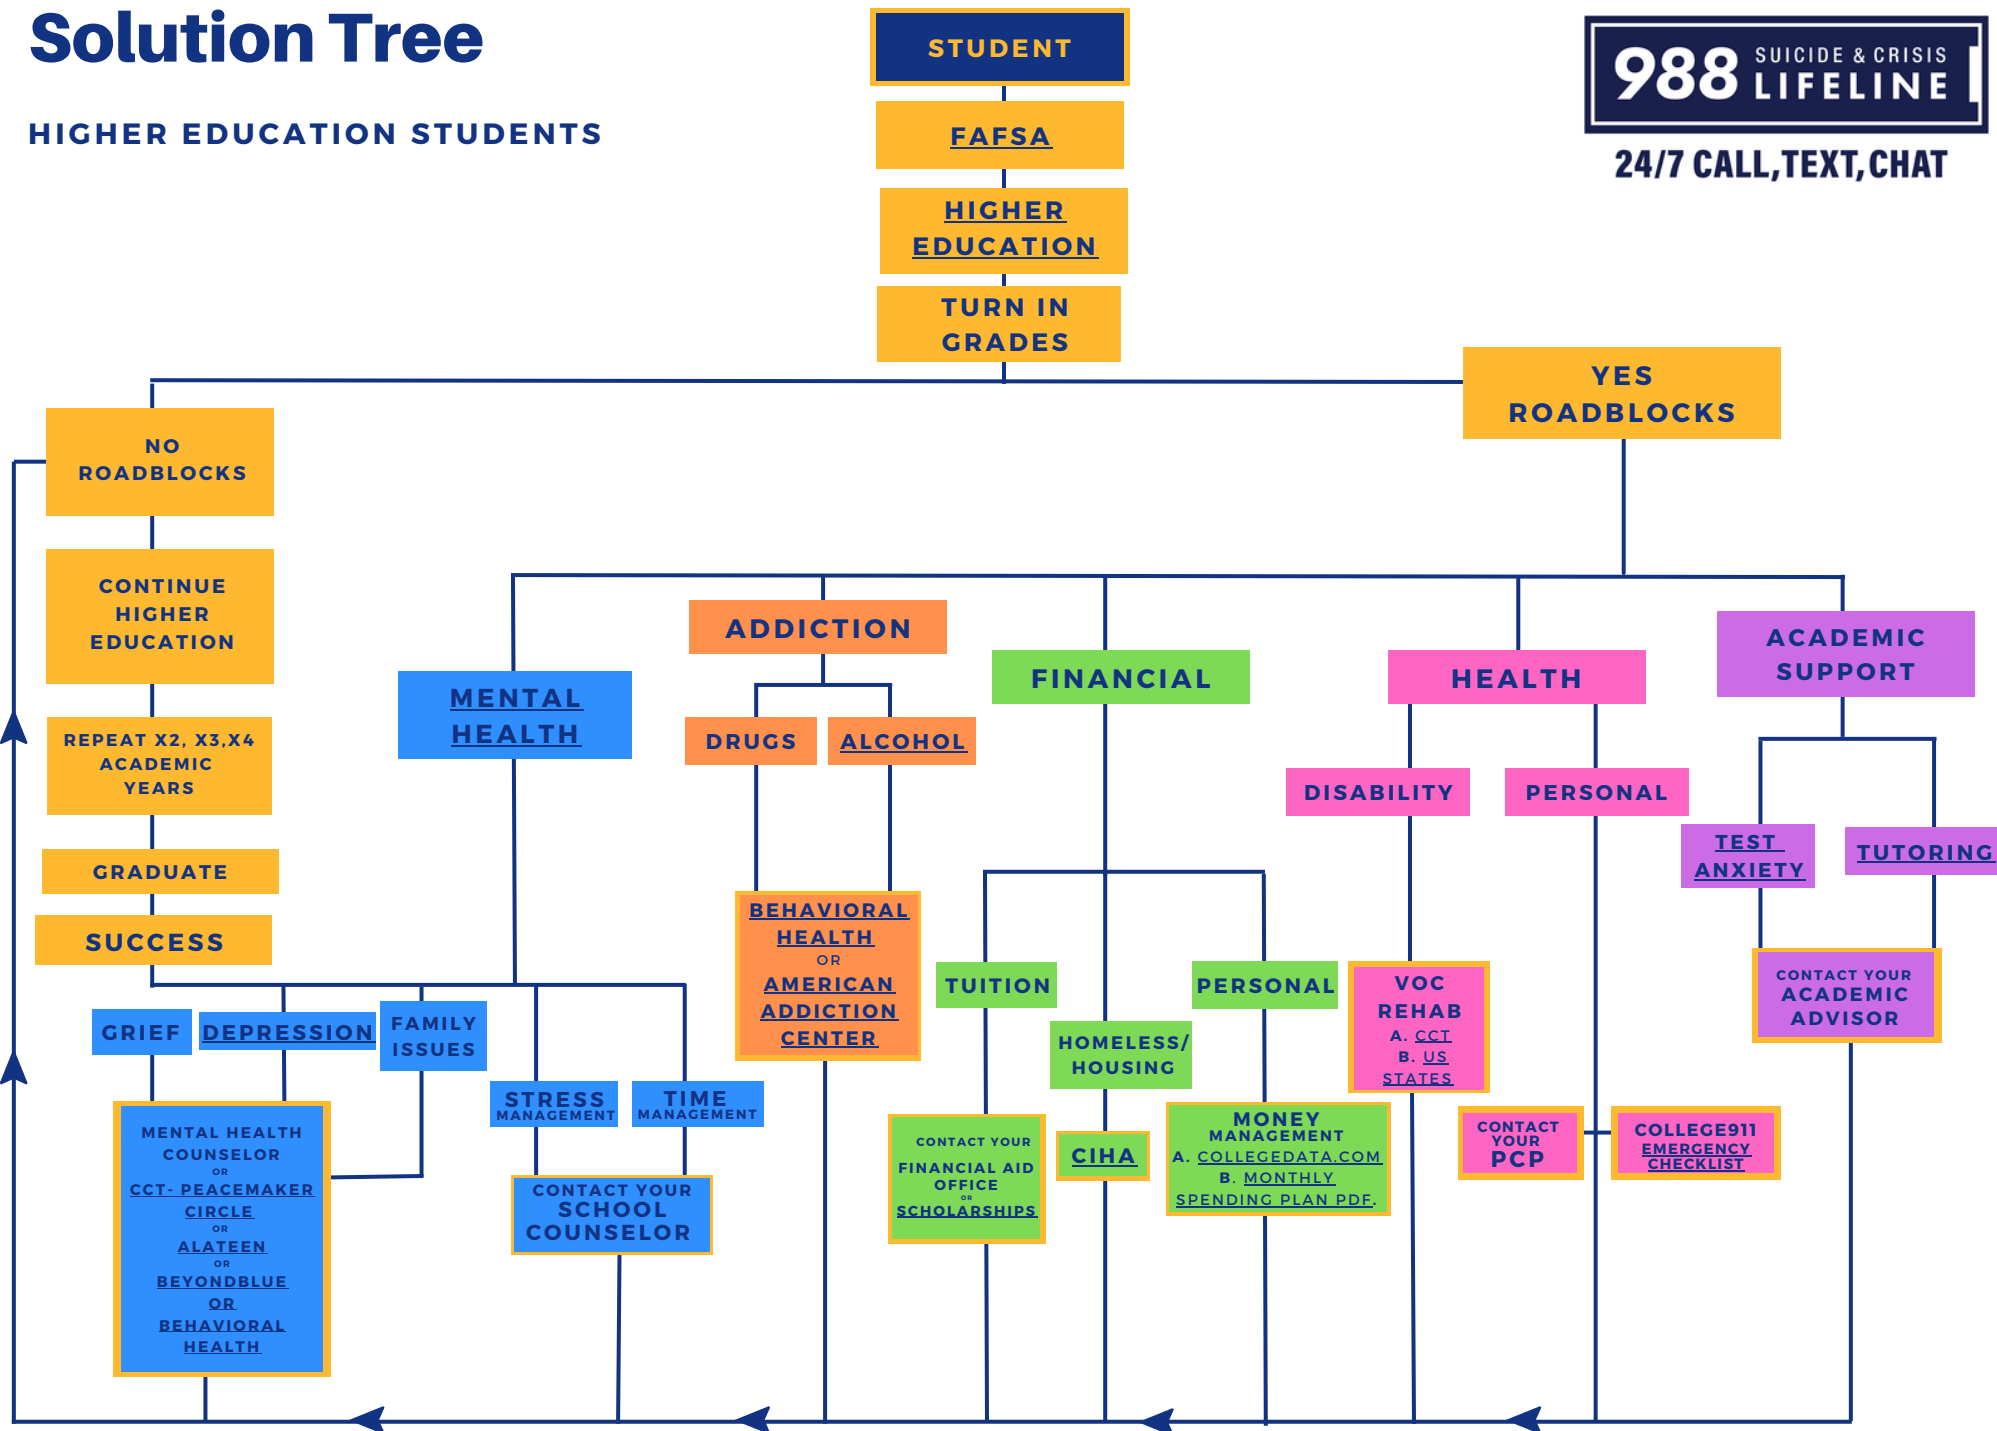 Solution Tree
HIGHER EDUCATION STUDENTS
988 SUICIDE & CRISIS
LIFELINE
24/7 CALL,TEXT,CHAT
STUDENT
FAFSA
HIGHER
EDUCATION
TURN IN
GRADES
YES
ROADBLOCKS
NO
ROADBLOCKS
CONTINUE
HIGHER
EDUCATION
REPEAT X2, X3,X4
ACADEMIC
YEARS
GRADUATE
SUCCESS
MENTAL
HEALTH
GRIEF
DEPRESSION
FAMILY
ISSUES
STRESS
MANAGEMENT
TIME
MANAGEMENT
MENTAL HEALTH
COUNSELOR
OR
CCT- PEACEMAKER
CIRCLE
OR
ALATEEN
OR
BEYONDBLUE
OR
BEHAVIORAL
HEALTH
CONTACT YOUR
SCHOOL
COUNSELOR
ADDICTION
DRUGS
ALCOHOL
BEHAVIORAL
HEALTH
OR
AMERICAN
ADDICTION
CENTER
FINANCIAL
TUITION
HOMELESS/
HOUSING
PERSONAL
CONTACT YOUR
FINANCIAL AID
OFFICE
OR
SCHOLARSHIPS
CIHA
MONEY
MANAGEMENT
A. COLLEGEDATA.COM
B. MONTHLY
SPENDING PLAN PDF.
HEALTH
DISABILITY
PERSONAL
VOC
REHAB
A. CCT
B. US
STATES
CONTACT
YOUR
PCP
COLLEGE911
EMERGENCY
CHECKLIST
ACADEMIC
SUPPORT
TEST
ANXIETY
TUTORING
CONTACT YOUR
ACADEMIC
ADVISOR